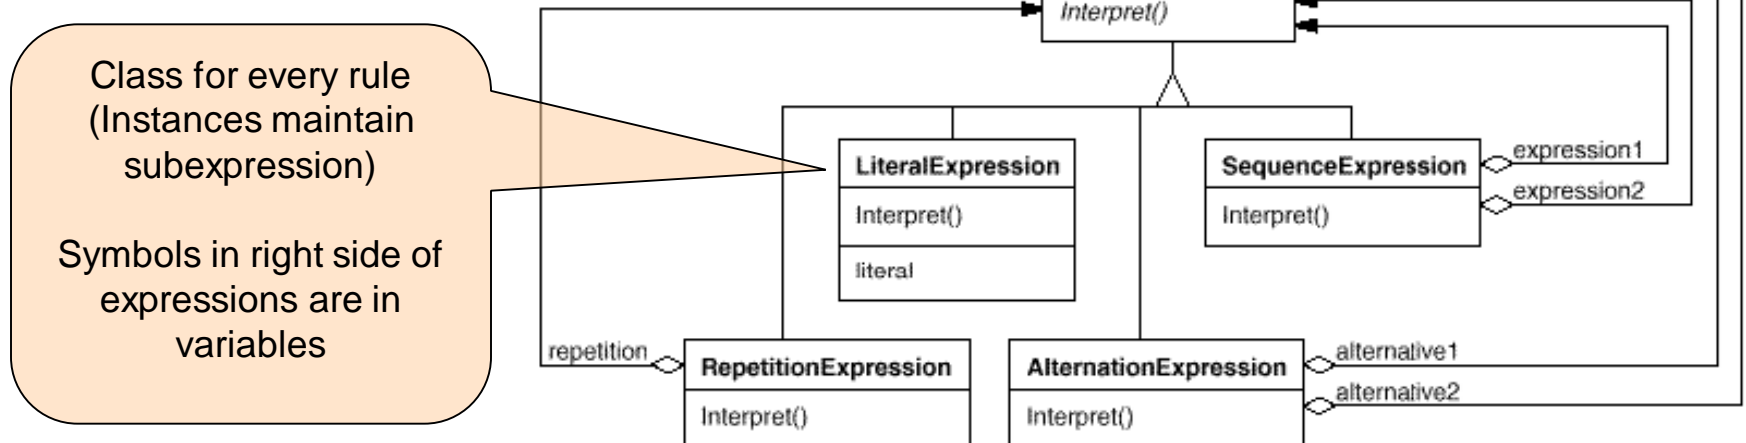 Class for every rule
(Instances maintain
subexpression)
Symbols in right side of
expressions are in
variables
Interpret()
LiteralExpression
Interpret()
literal
SequenceExpression
Interpret()
expression1
expression2
repetition
RepetitionExpression
Interpret()
AlternationExpression
Interpret()
alternative1
alternative2